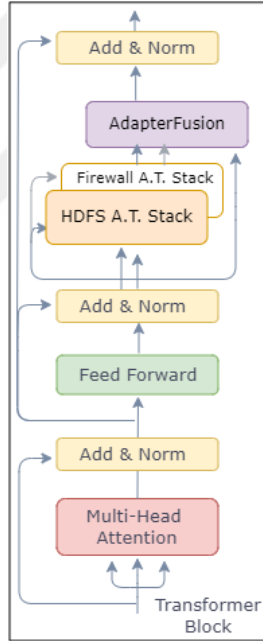 Add & Norm
AdapterFusion
Firewall A.T. Stack
HDFS A.T. Stack
Add & Norm
Feed Forward
Add & Norm
Multi-Head
Attention
Transformer
Block